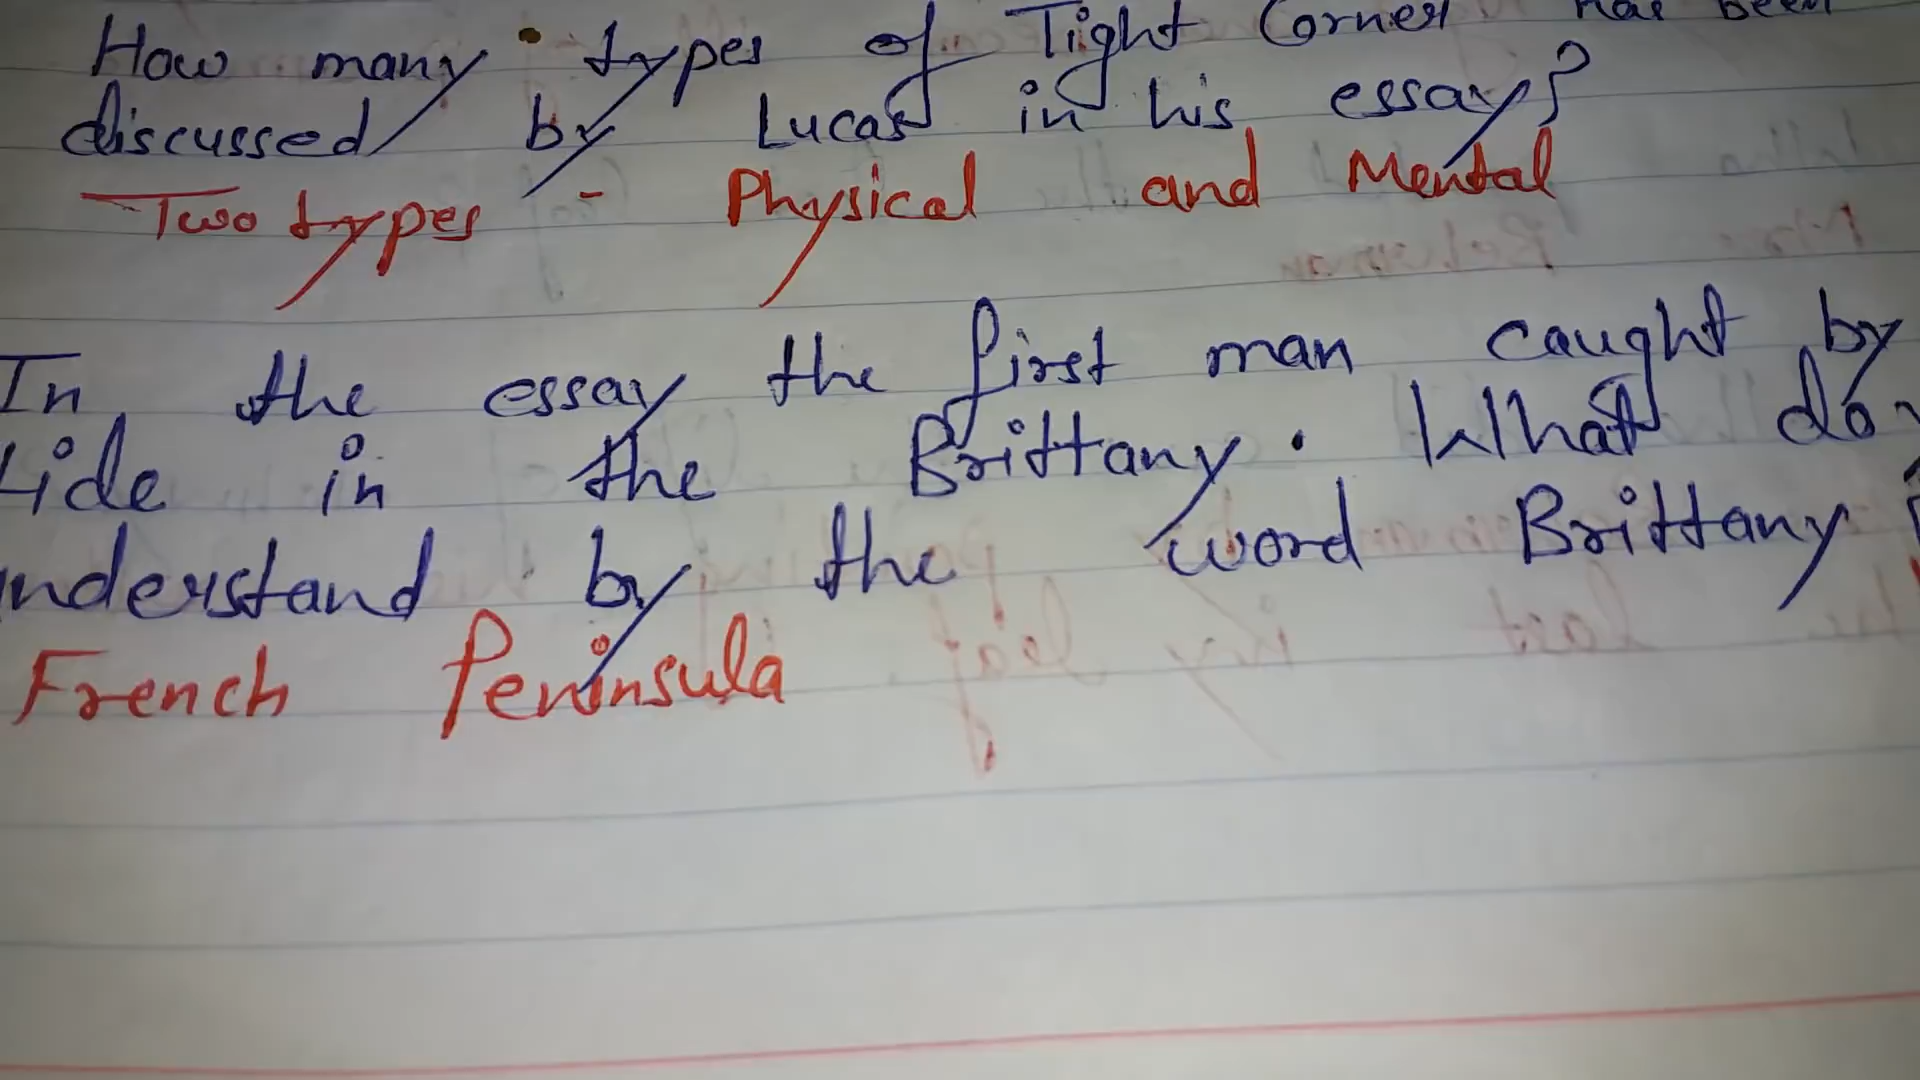 How many types of Tight Corner has been
discussed by Lucas in his essay?
Two types - Physical and Mental
In the essay the first man caught by
tide in the Brittany. What do
understand by the word Brittany ?
French Peninsula